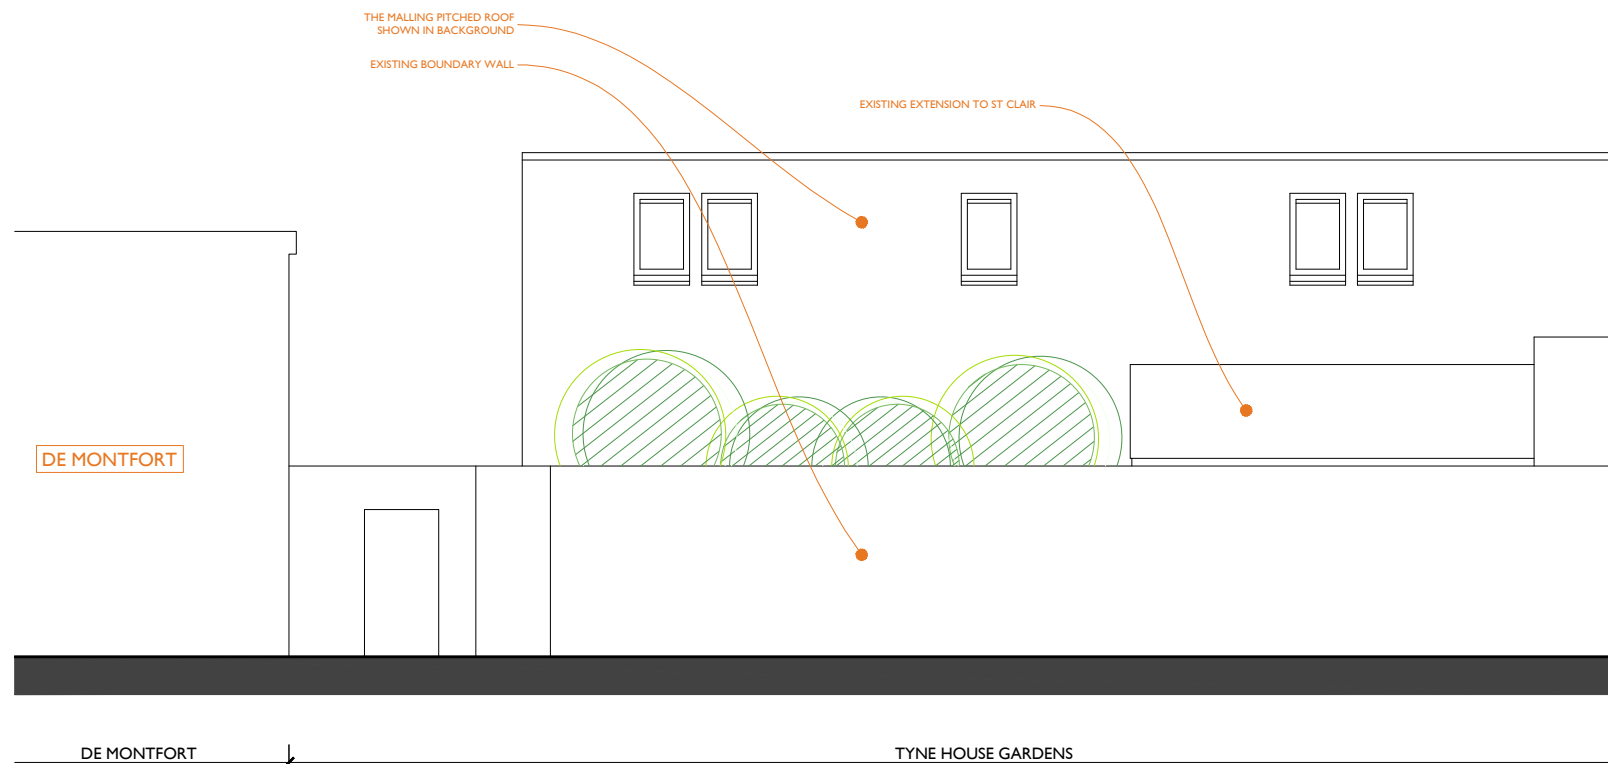 THE MALLING PITCHED ROOF
SHOWN IN BACKGROUND
EXISTING BOUNDARY WALL
EXISTING EXTENSION TO ST CLAIR
DE MONTFORT
DE MONTFORT
TYNE HOUSE GARDENS